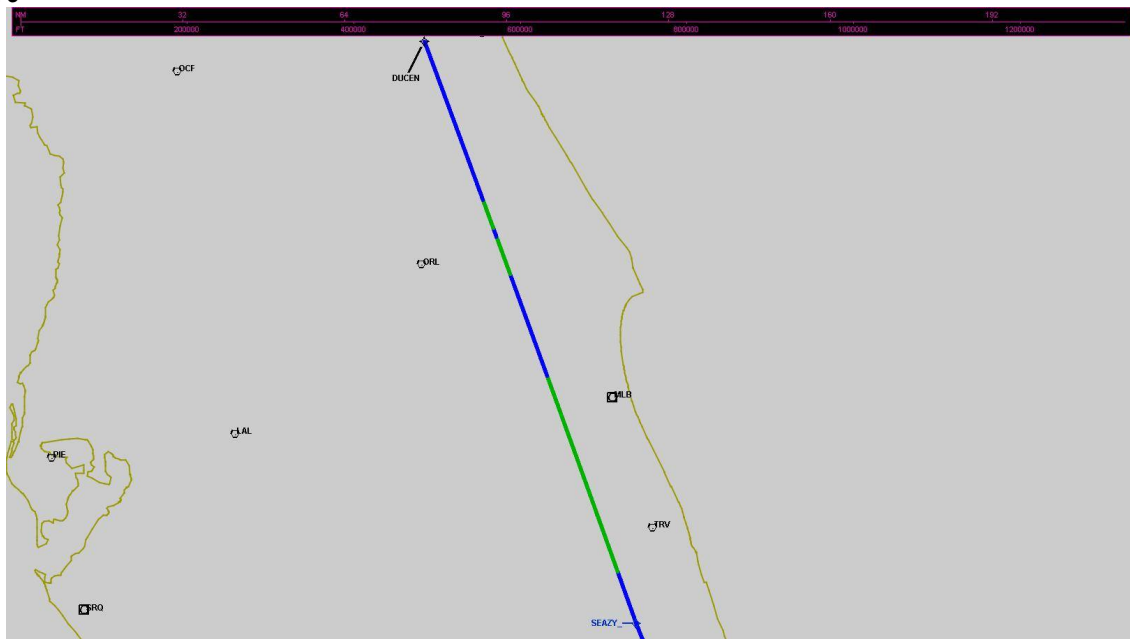 NM 32 64 96 128 160 192
FT 200000 400000 600000 800000 1000000 1200000
OCF
DUCEN
ORL
MLB
LAL
PIE
TRV
SRQ
SEAZY_